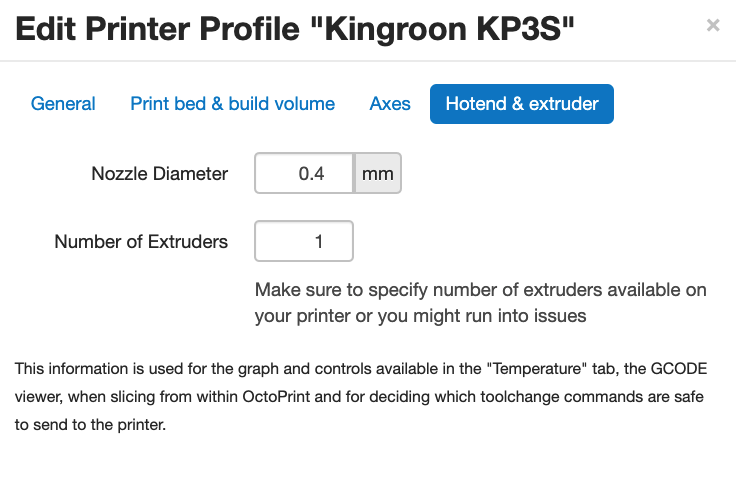 Edit Printer Profile "Kingroon KP3S"
×
General
Print bed & build volume
Axes
Hotend & extruder
Nozzle Diameter
0.4
mm
Number of Extruders
1
Make sure to specify number of extruders available on
your printer or you might run into issues
This information is used for the graph and controls available in the "Temperature" tab, the GCODE
viewer, when slicing from within OctoPrint and for deciding which toolchange commands are safe
to send to the printer.